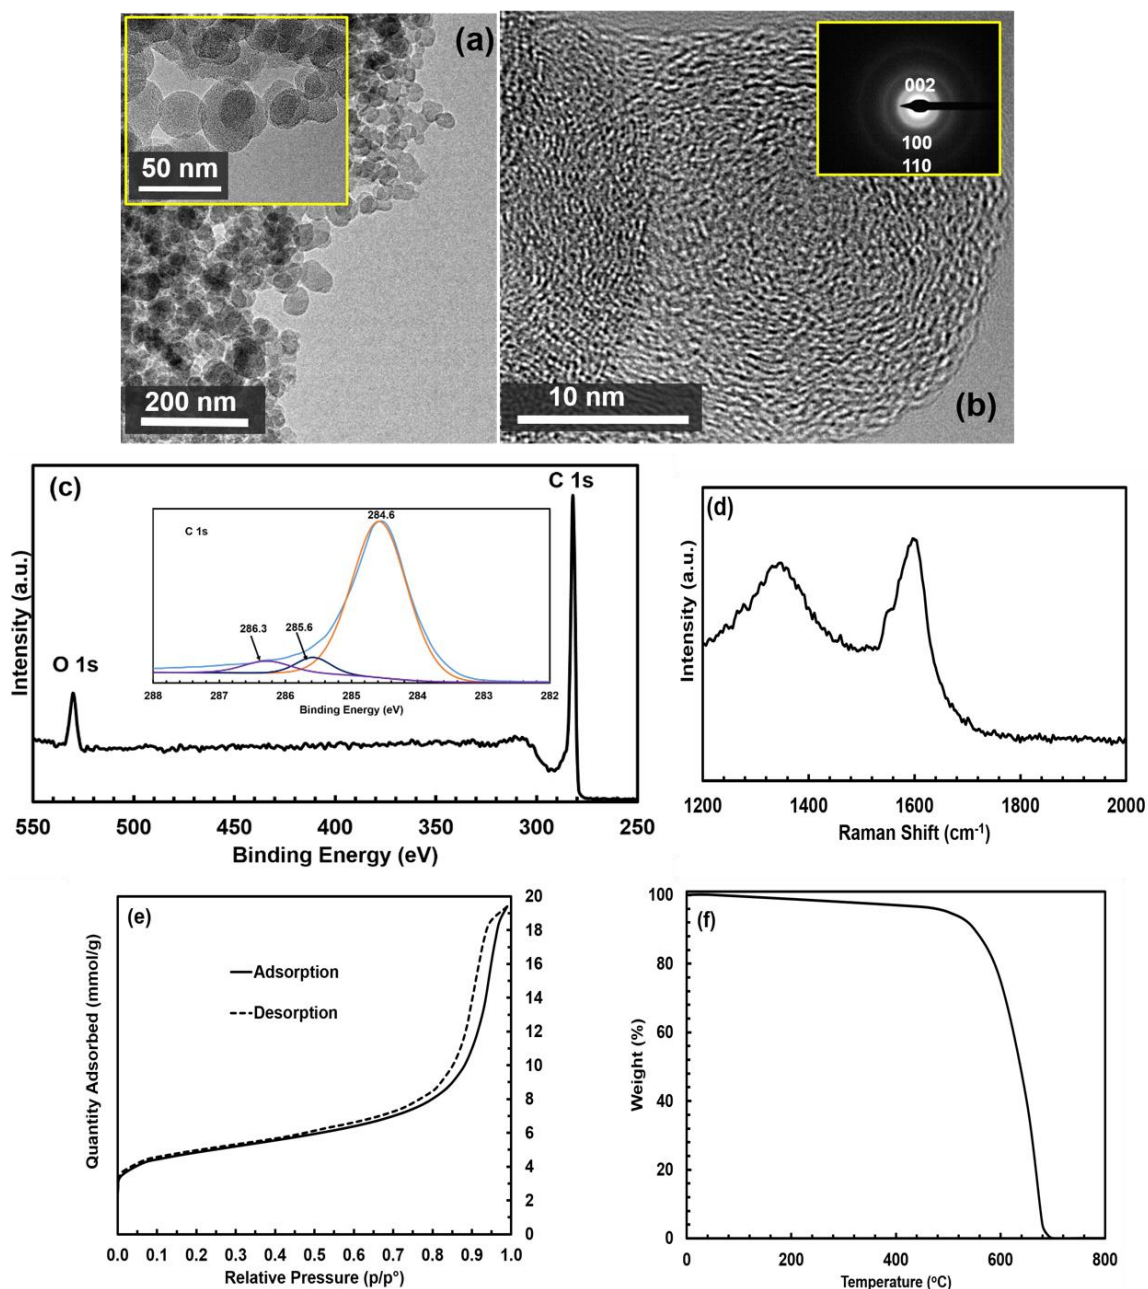 (a)
50 nm
200 nm
002
100
110
10 nm
(b)
(c)
C 1s
O 1s
C 1s
284.6
286.3
285.6
288 287 286 285 284 283 282
Binding Energy (eV)
Intensity (a.u.)
550 500 450 400 350 300 250
Binding Energy (eV)
(d)
Intensity (a.u.)
1200 1400 1600 1800 2000
Raman Shift (cm⁻¹)
(e)
Adsorption
Desorption
Quantity Adsorbed (mmol/g)
20
18
16
14
12
10
8
6
4
2
0
0.0 0.1 0.2 0.3 0.4 0.5 0.6 0.7 0.8 0.9 1.0
Relative Pressure (p/p°)
(f)
Weight (%)
100
80
60
40
20
0
0 200 400 600 800
Temperature (ºC)